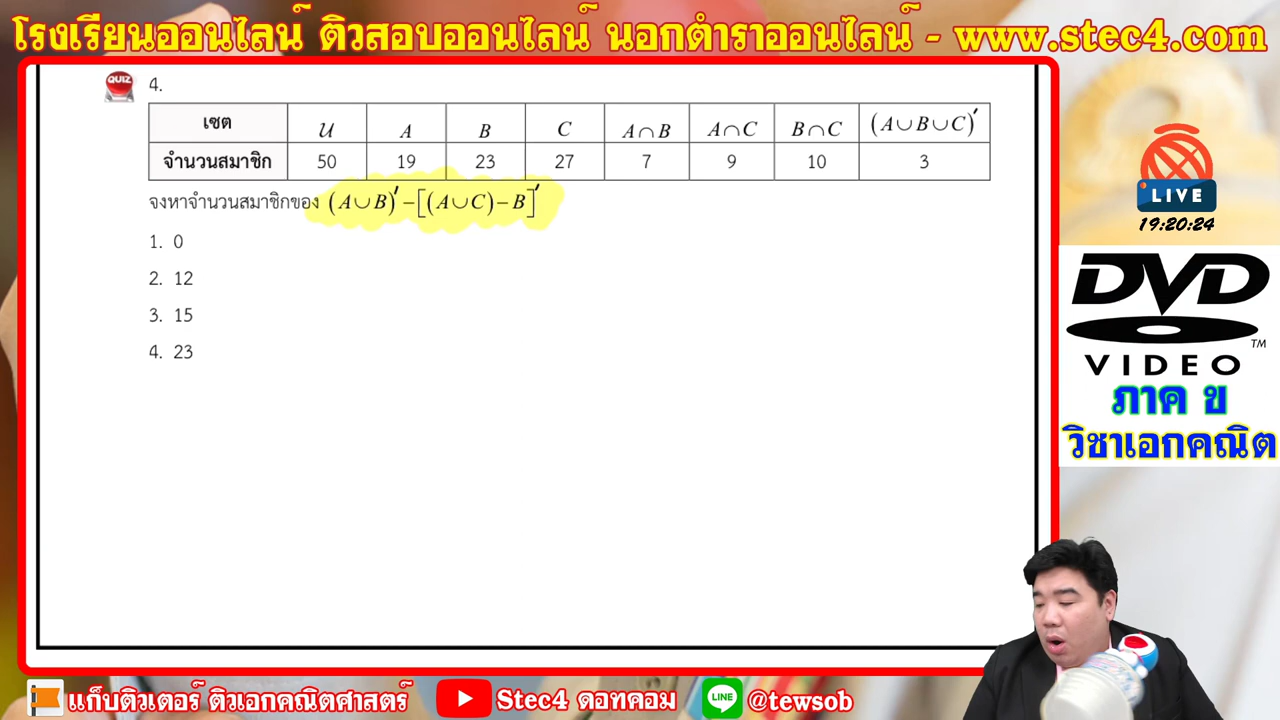 โรงเรียนออนไลน์ ติวสอบออนไลน์ นอกตำราออนไลน์ - www.stec4.com
QUIZ
4.
เซต U A B C A∩B A∩C B∩C (A∪B∪C)′
จำนวนสมาชิก 50 19 23 27 7 9 10 3
จงหาจำนวนสมาชิกของ (A∪B)′−[(A∪C)−B]′
1. 0
2. 12
3. 15
4. 23
LIVE
19:20:24
DVD
TM
VIDEO
ภาค ข
วิชาเอกคณิต
แก๊บติวเตอร์ ติวเอกคณิตศาสตร์
Stec4 ดอทคอม
LINE
@tewsob